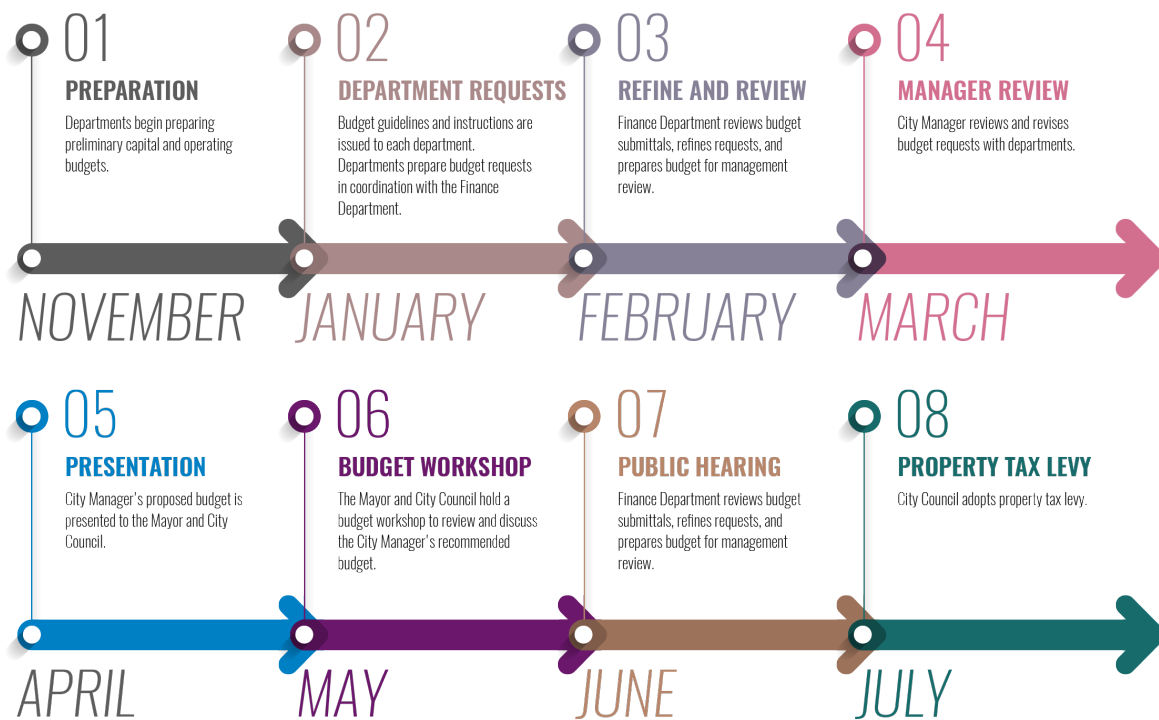 01
PREPARATION
Departments begin preparing
preliminary capital and operating
budgets.
NOVEMBER
02
DEPARTMENT REQUESTS
Budget guidelines and instructions are
issued to each department.
Departments prepare budget requests
in coordination with the Finance
Department.
JANUARY
03
REFINE AND REVIEW
Finance Department reviews budget
submittals, refines requests, and
prepares budget for management
review.
FEBRUARY
04
MANAGER REVIEW
City Manager reviews and revises
budget requests with departments.
MARCH
05
PRESENTATION
City Manager's proposed budget is
presented to the Mayor and City
Council.
APRIL
06
BUDGET WORKSHOP
The Mayor and City Council hold a
budget workshop to review and discuss
the City Manager's recommended
budget.
MAY
07
PUBLIC HEARING
Finance Department reviews budget
submittals, refines requests, and
prepares budget for management
review.
JUNE
08
PROPERTY TAX LEVY
City Council adopts property tax levy.
JULY